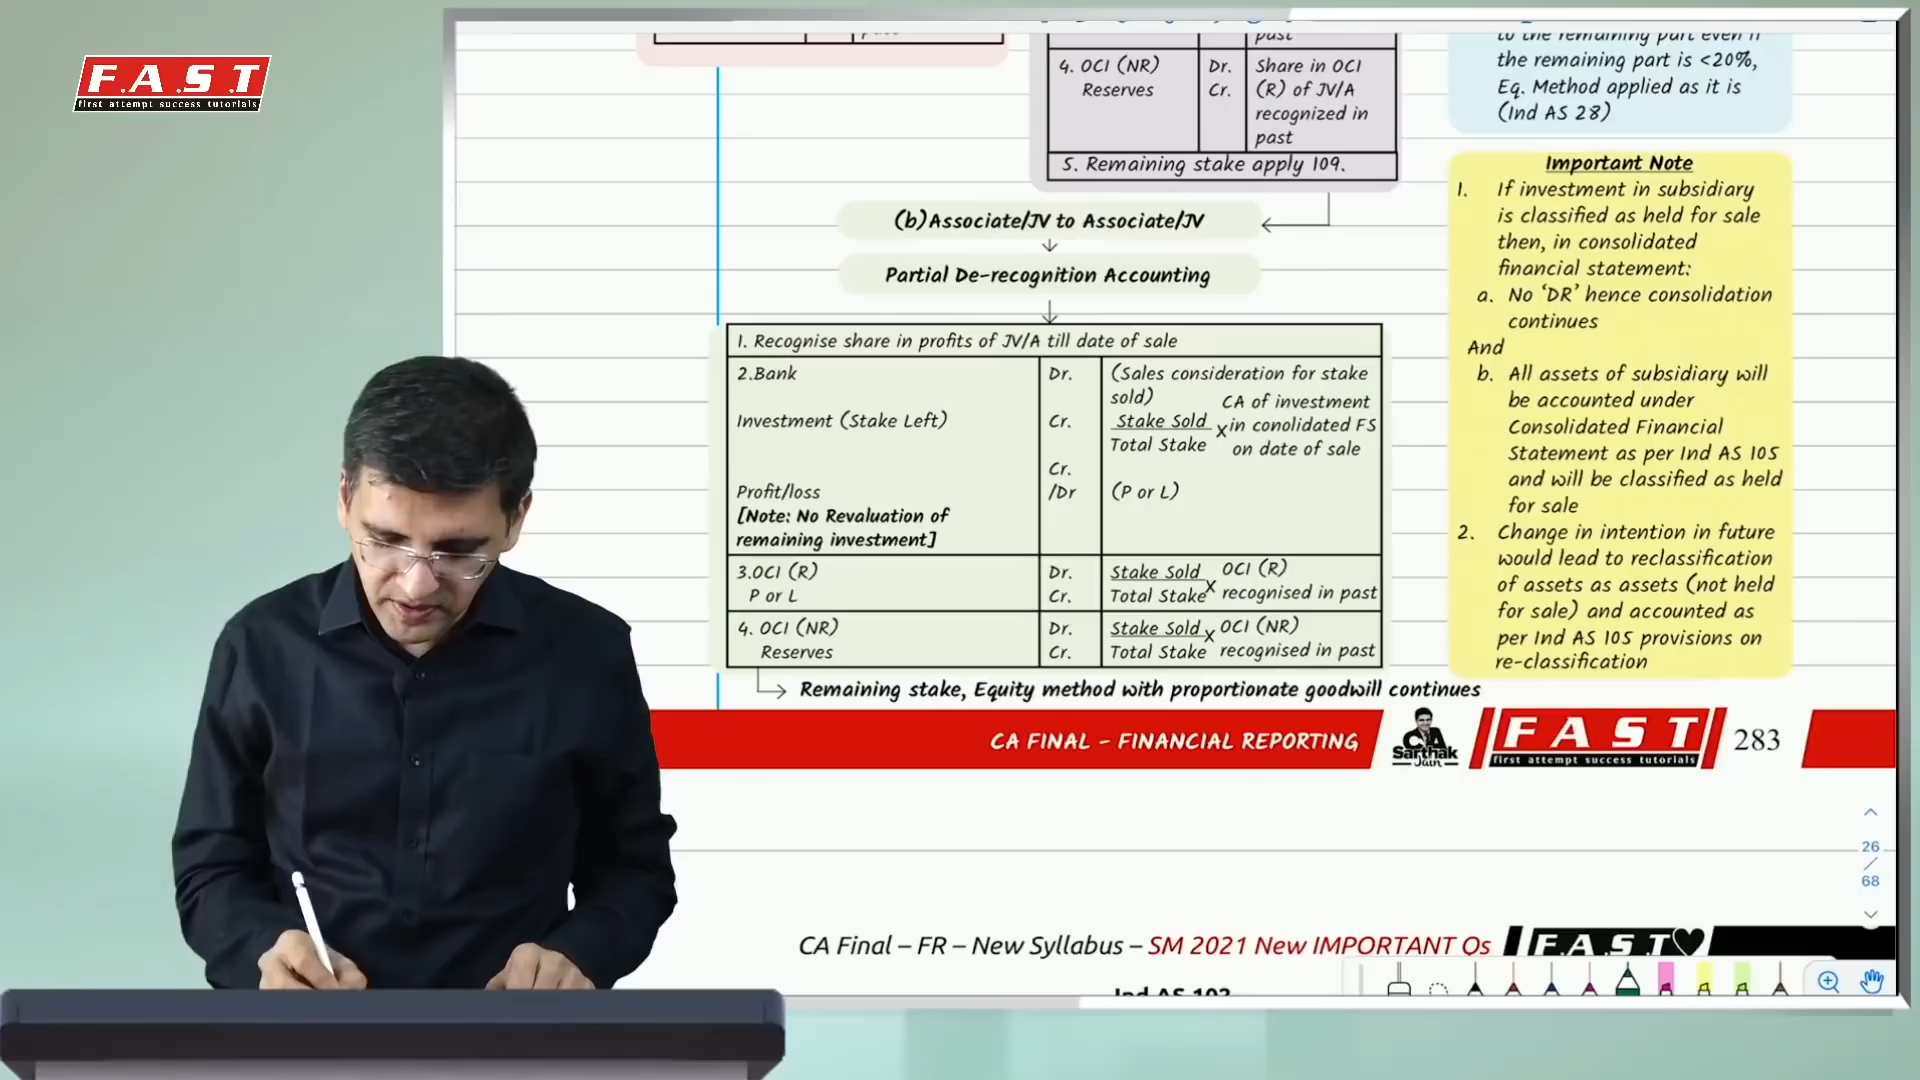 F.A.S.T
first attempt success tutorials
past
4. OCI (NR) Dr. Share in OCI
Reserves Cr. (R) of JV/A
recognized in
past
5. Remaining stake apply 109.
to the remaining part even if
the remaining part is <20%,
Eq. Method applied as it is
(Ind AS 28)
(b)Associate/JV to Associate/JV
Partial De-recognition Accounting
1. Recognise share in profits of JV/A till date of sale
2.Bank Dr. (Sales consideration for stake
sold)
Investment (Stake Left) Cr. Stake Sold
Total Stake x CA of investment
in conolidated FS
on date of sale
Cr.
Profit/loss /Dr (P or L)
[Note: No Revaluation of
remaining investment]
3.OCI (R) Dr. Stake Sold x OCI (R)
P or L Cr. Total Stake recognised in past
4. OCI (NR) Dr. Stake Sold x OCI (NR)
Reserves Cr. Total Stake recognised in past
Remaining stake, Equity method with proportionate goodwill continues
Important Note
1. If investment in subsidiary
is classified as held for sale
then, in consolidated
financial statement:
a. No ‘DR’ hence consolidation
continues
And
b. All assets of subsidiary will
be accounted under
Consolidated Financial
Statement as per Ind AS 105
and will be classified as held
for sale
2. Change in intention in future
would lead to reclassification
of assets as assets (not held
for sale) and accounted as
per Ind AS 105 provisions on
re-classification
CA FINAL – FINANCIAL REPORTING
CA
Sarthak
Jain
F A S T
first attempt success tutorials
283
26
/
68
CA Final – FR – New Syllabus – SM 2021 New IMPORTANT Qs
F.A.S.T
Ind AS 103